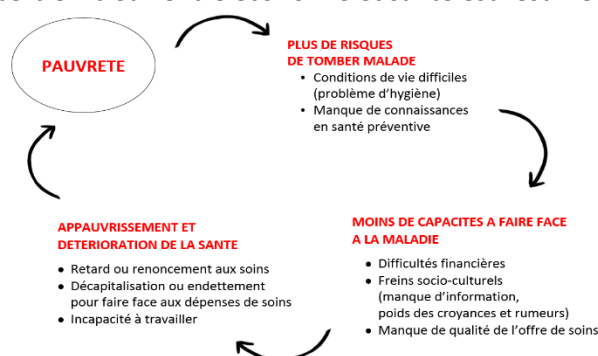 PAUVRETE
PLUS DE RISQUES
DE TOMBER MALADE
• Conditions de vie difficiles
(problème d'hygiène)
• Manque de connaissances
en santé préventive
MOINS DE CAPACITES A FAIRE FACE
A LA MALADIE
• Difficultés financières
• Freins socio-culturels
(manque d'information,
poids des croyances et rumeurs)
• Manque de qualité de l'offre de soins
APPAUVRISSEMENT ET
DETERIORATION DE LA SANTE
• Retard ou renoncement aux soins
• Décapitalisation ou endettement
pour faire face aux dépenses de soins
• Incapacité à travailler